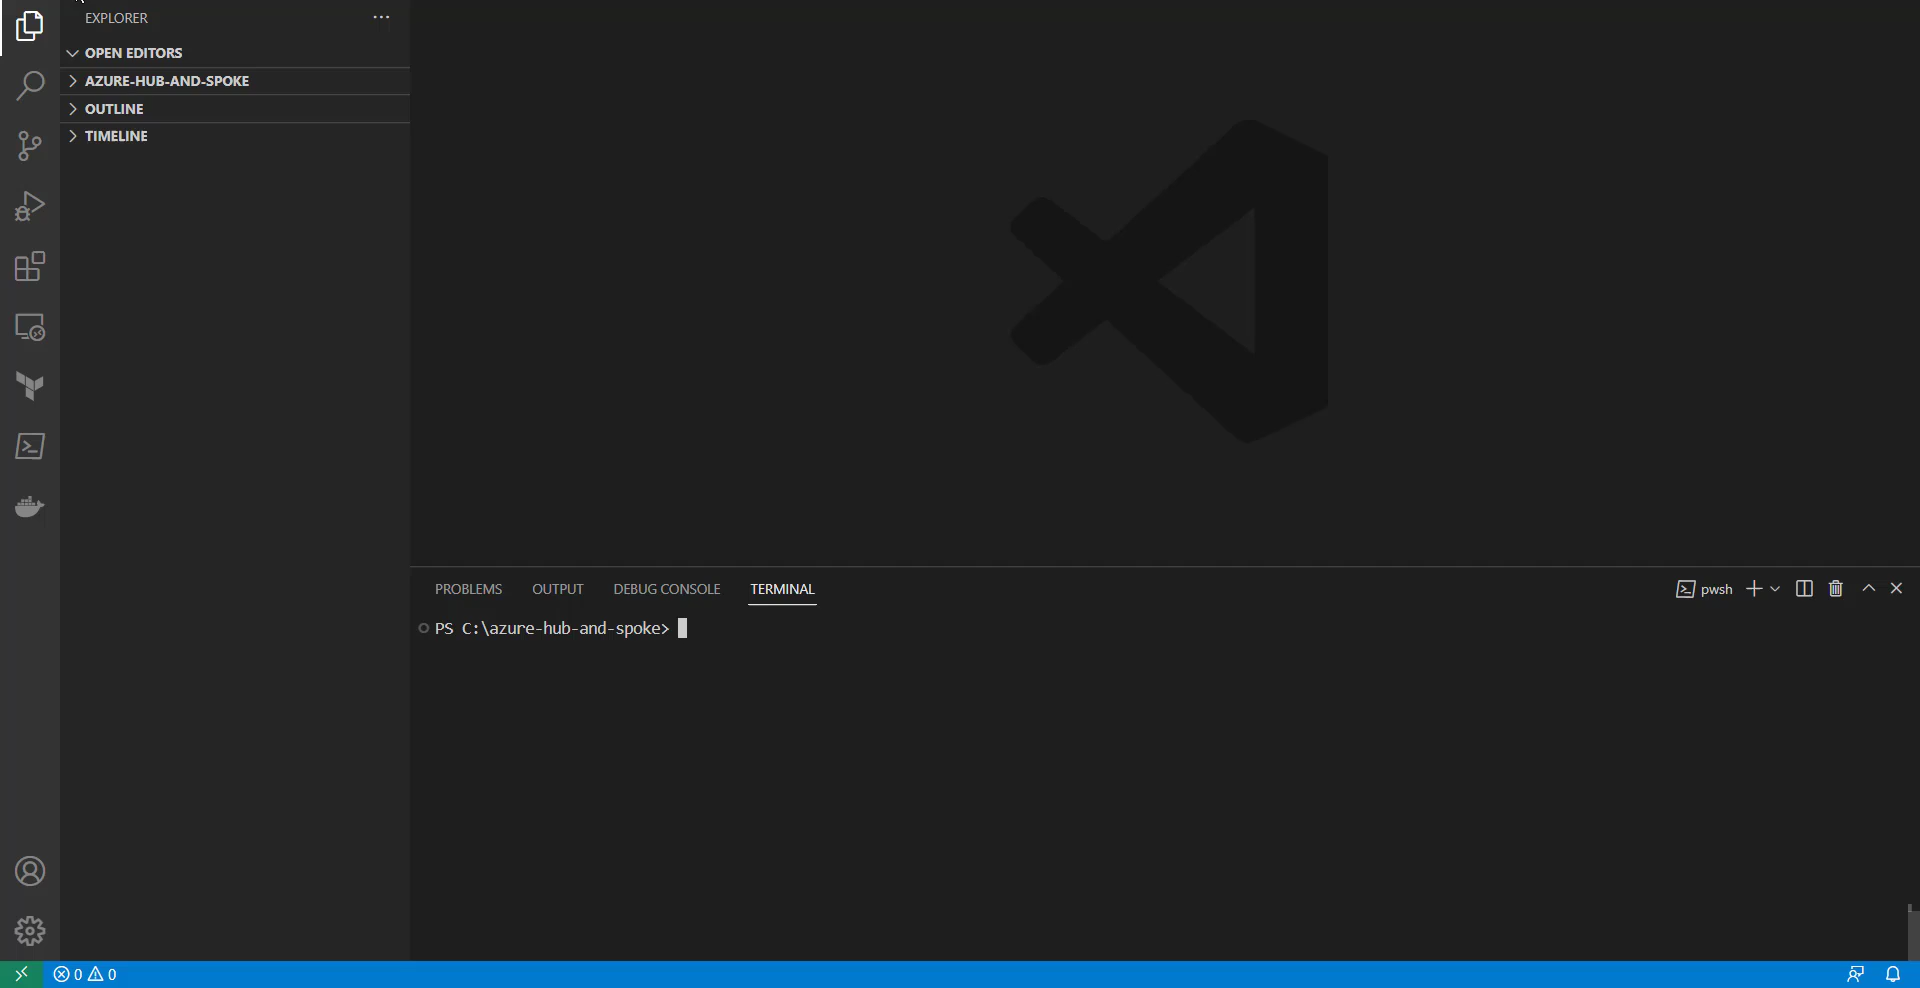 EXPLORER
OPEN EDITORS
AZURE-HUB-AND-SPOKE
OUTLINE
TIMELINE
PROBLEMS OUTPUT DEBUG CONSOLE TERMINAL pwsh
PS C:\azure-hub-and-spoke>
0 0